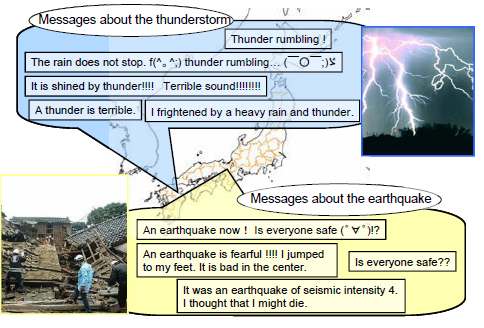 Messages about the thunderstorm
Thunder rumbling !
The rain does not stop. f(^｡^;) thunder rumbling… (￣○￣;)ゞ
It is shined by thunder!!!! Terrible sound!!!!!!!!!
A thunder is terrible.
I frightened by a heavy rain and thunder.
Messages about the earthquake
An earthquake now ! Is everyone safe (ﾟ∀ﾟ)!?
An earthquake is fearful !!!! I jumped
to my feet. It is bad in the center.
Is everyone safe??
It was an earthquake of seismic intensity 4.
I thought that I might die.